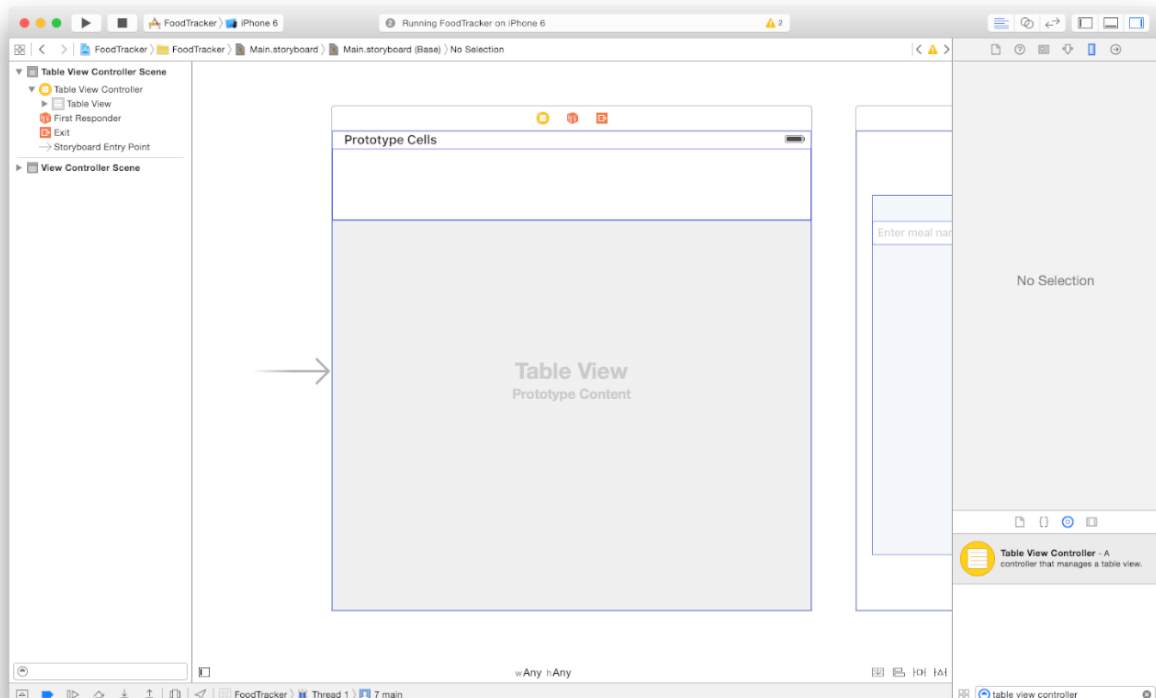 FoodTracker iPhone 6
Running FoodTracker on iPhone 6
2
FoodTracker FoodTracker Main.storyboard Main.storyboard (Base) No Selection
Table View Controller Scene
Table View Controller
Table View
First Responder
Exit
Storyboard Entry Point
View Controller Scene
Prototype Cells
Enter meal nam
Table View
Prototype Content
No Selection
Table View Controller - A
controller that manages a table view.
wAny hAny
FoodTracker Thread 1 7 main
table view controller